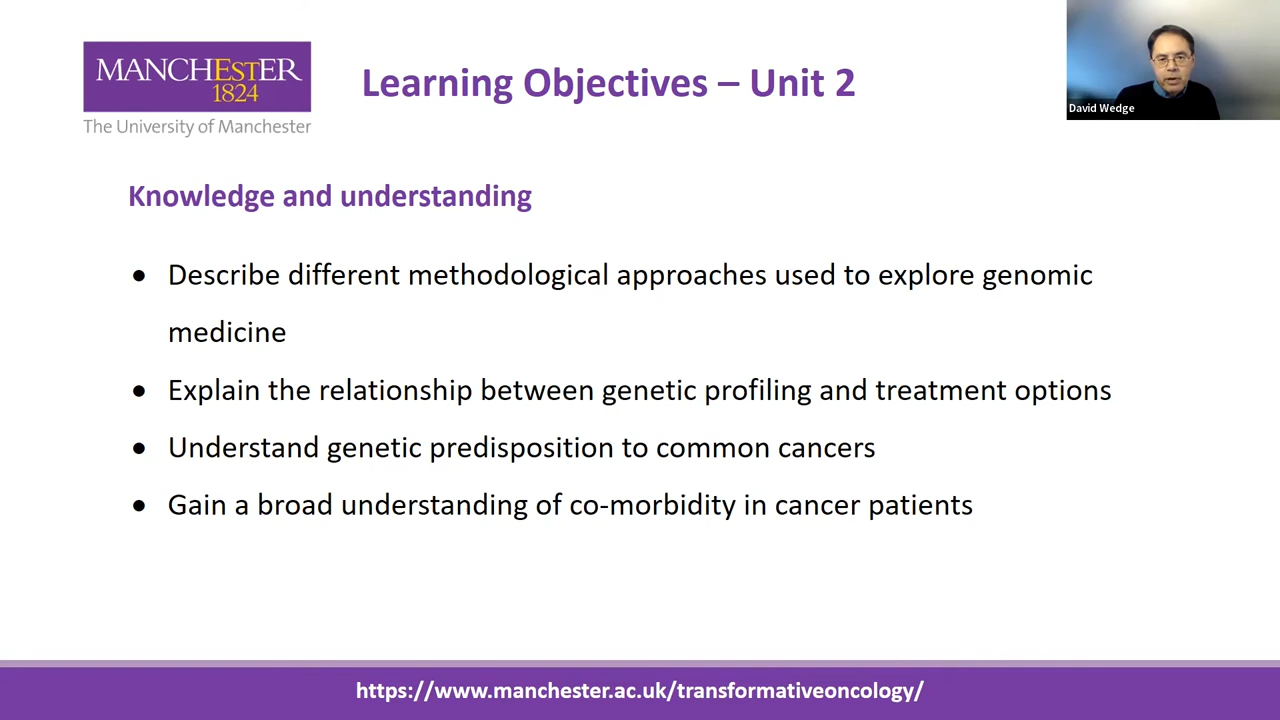 MANCHESTER
1824
The University of Manchester
Learning Objectives – Unit 2
David Wedge
Knowledge and understanding
• Describe different methodological approaches used to explore genomic
medicine
• Explain the relationship between genetic profiling and treatment options
• Understand genetic predisposition to common cancers
• Gain a broad understanding of co-morbidity in cancer patients
https://www.manchester.ac.uk/transformativeoncology/